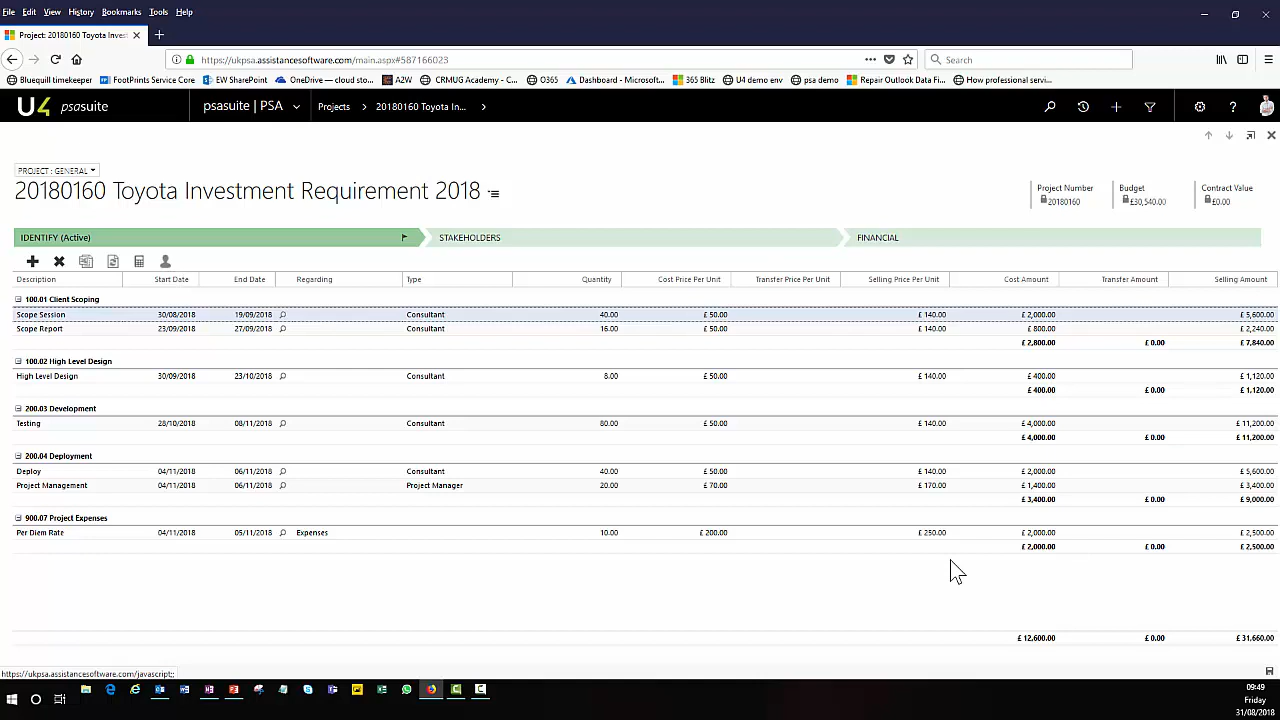 File Edit View History Bookmarks Tools Help
Project: 20180160 Toyota Invest
https://ukpsa.assistancesoftware.com/main.aspx#587166023 Search
Bluequill timekeeper FootPrints Service Core EW SharePoint OneDrive — cloud sto... A2W CRMUG Academy - C... O365 Dashboard - Microsoft... 365 Blitz U4 demo env psa demo Repair Outlook Data Fi... How professional servi...
U4 psasuite psasuite | PSA Projects 20180160 Toyota In...
PROJECT : GENERAL
20180160 Toyota Investment Requirement 2018
Project Number Budget Contract Value
20180160 £30,540.00 £0.00
IDENTIFY (Active) STAKEHOLDERS FINANCIAL
Description Start Date End Date Regarding Type Quantity Cost Price Per Unit Transfer Price Per Unit Selling Price Per Unit Cost Amount Transfer Amount Selling Amount
100.01 Client Scoping
Scope Session 30/08/2018 19/09/2018 Consultant 40.00 £ 50.00 £ 140.00 £ 2,000.00 £ 5,600.00
Scope Report 23/09/2018 27/09/2018 Consultant 16.00 £ 50.00 £ 140.00 £ 800.00 £ 2,240.00
£ 2,800.00 £ 0.00 £ 7,840.00
100.02 High Level Design
High Level Design 30/09/2018 23/10/2018 Consultant 8.00 £ 50.00 £ 140.00 £ 400.00 £ 1,120.00
£ 400.00 £ 0.00 £ 1,120.00
200.03 Development
Testing 28/10/2018 08/11/2018 Consultant 80.00 £ 50.00 £ 140.00 £ 4,000.00 £ 11,200.00
£ 4,000.00 £ 0.00 £ 11,200.00
200.04 Deployment
Deploy 04/11/2018 06/11/2018 Consultant 40.00 £ 50.00 £ 140.00 £ 2,000.00 £ 5,600.00
Project Management 04/11/2018 06/11/2018 Project Manager 20.00 £ 70.00 £ 170.00 £ 1,400.00 £ 3,400.00
£ 3,400.00 £ 0.00 £ 9,000.00
900.07 Project Expenses
Per Diem Rate 04/11/2018 05/11/2018 Expenses 10.00 £ 200.00 £ 250.00 £ 2,000.00 £ 2,500.00
£ 2,000.00 £ 0.00 £ 2,500.00
£ 12,600.00 £ 0.00 £ 31,660.00
https://ukpsa.assistancesoftware.com/javascript:;
09:49
Friday
31/08/2018